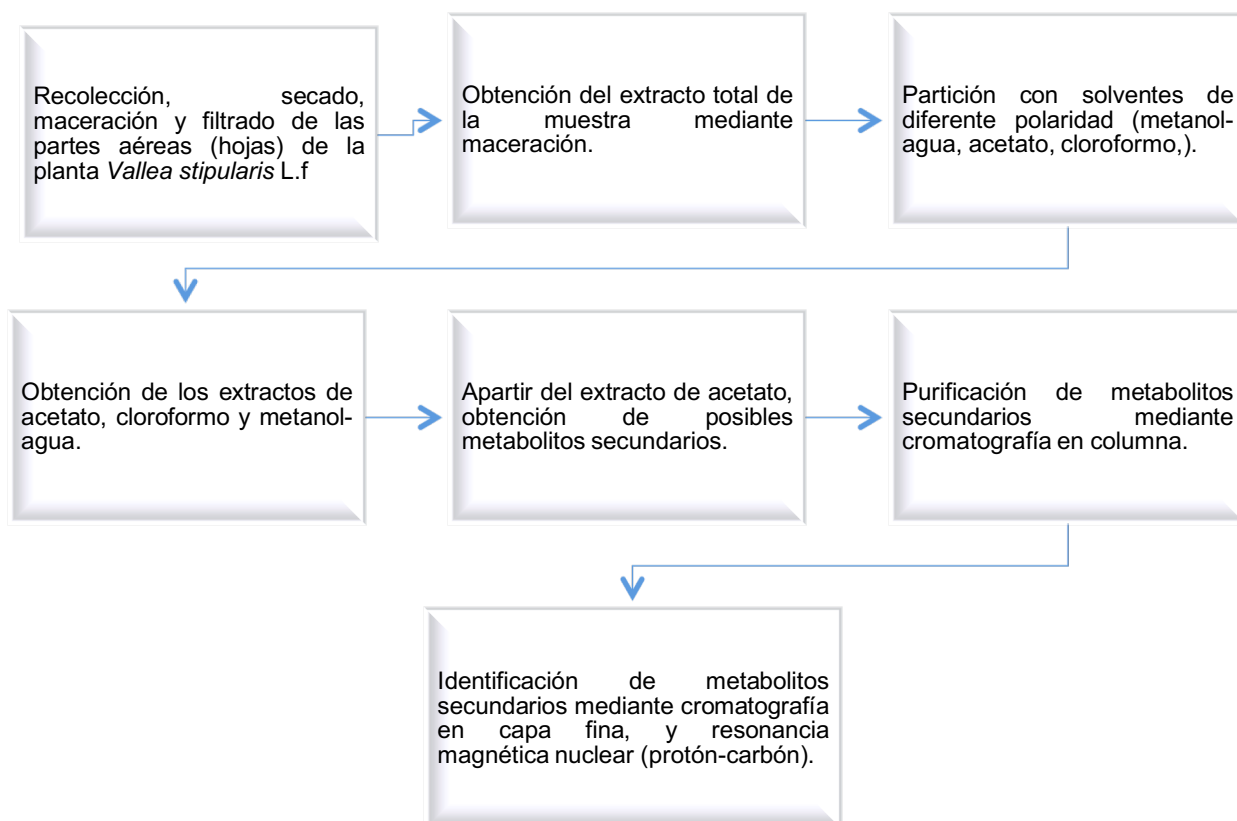 Recolección, secado,
maceración y filtrado de las
partes aéreas (hojas) de la
planta Vallea stipularis L.f
Obtención del extracto total de
la muestra mediante
maceración.
Partición con solventes de
diferente polaridad (metanol-
agua, acetato, cloroformo,).
Obtención de los extractos de
acetato, cloroformo y metanol-
agua.
Apartir del extracto de acetato,
obtención de posibles
metabolitos secundarios.
Purificación de metabolitos
secundarios mediante
cromatografía en columna.
Identificación de metabolitos
secundarios mediante cromatografía
en capa fina, y resonancia
magnética nuclear (protón-carbón).